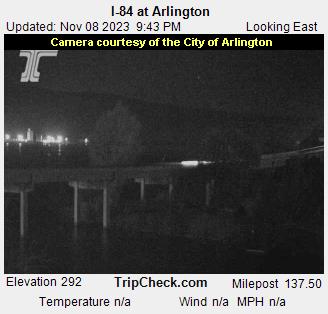 I-84 at Arlington
Updated: Nov 08 2023 9:43 PM Looking East
Camera courtesy of the City of Arlington
Elevation 292 TripCheck.com Milepost 137.50
Temperature n/a Wind n/a MPH n/a